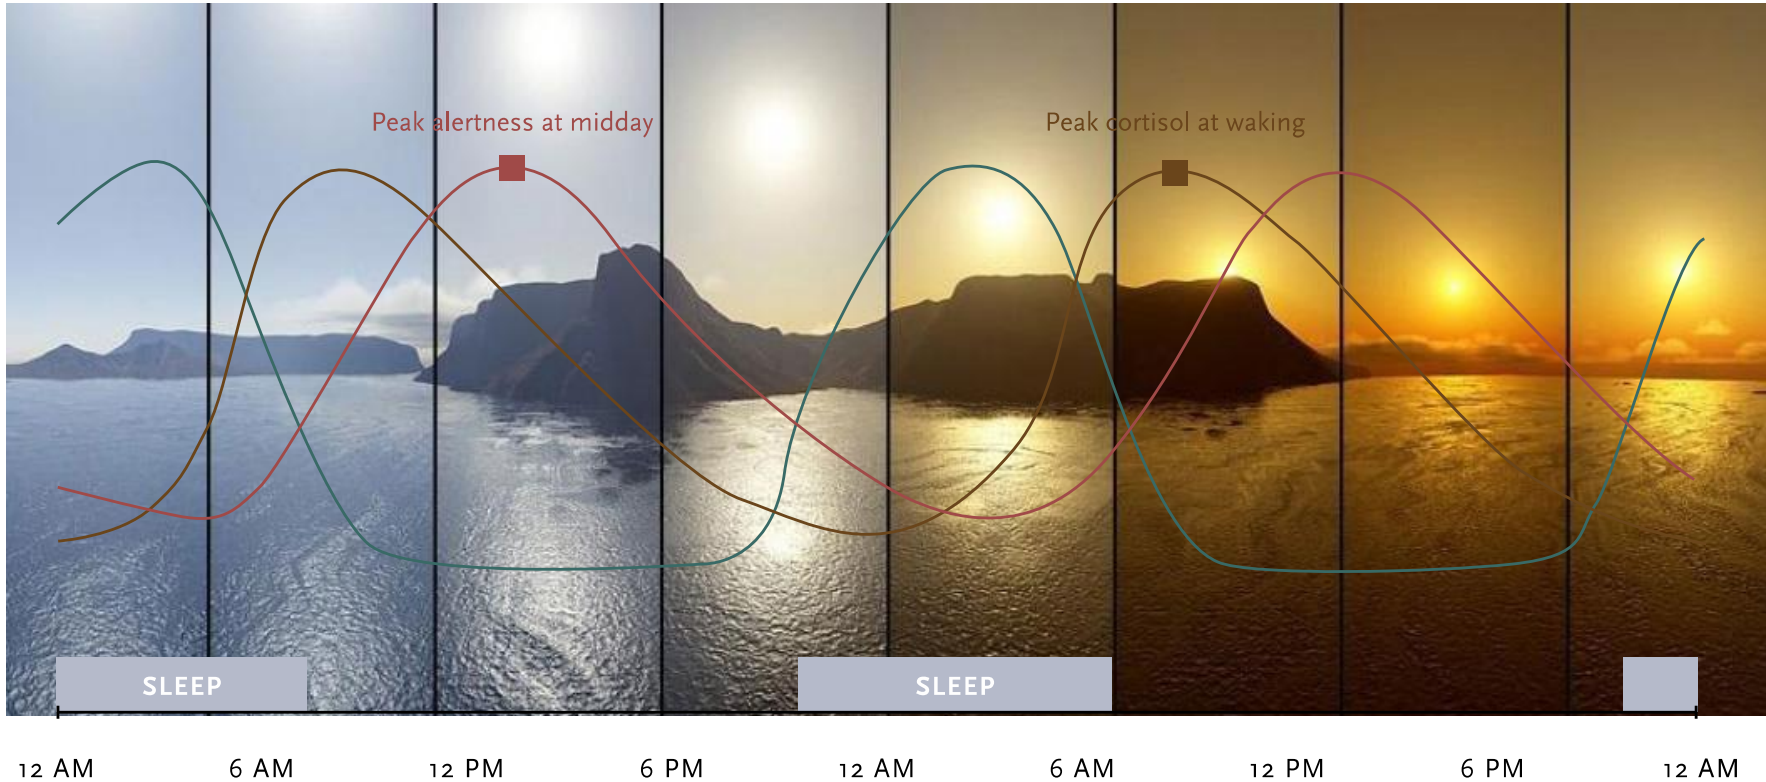 Peak alertness at midday
Peak cortisol at waking
SLEEP
SLEEP
12 AM
6 AM
12 PM
6 PM
12 AM
6 AM
12 PM
6 PM
12 AM